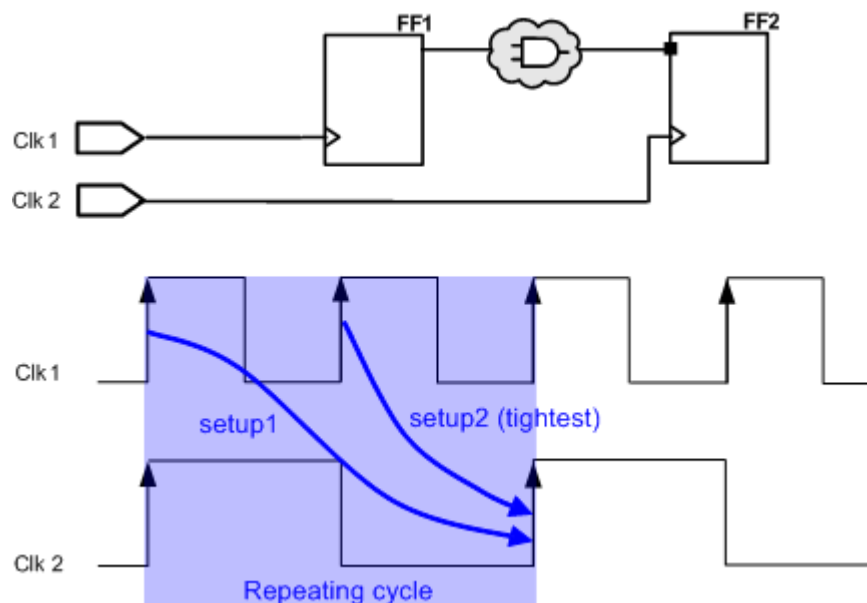 FF1
FF2
Clk 1
Clk 2
Clk 1
setup1
setup2 (tightest)
Clk 2
Repeating cycle